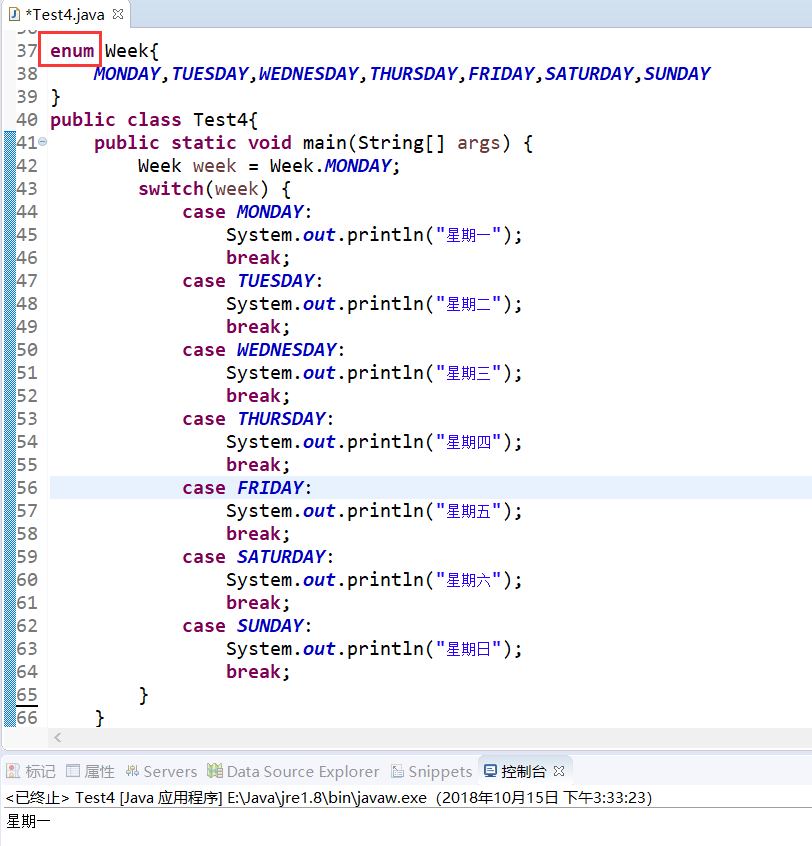 *Test4.java
36
37 enum Week{
38     MONDAY,TUESDAY,WEDNESDAY,THURSDAY,FRIDAY,SATURDAY,SUNDAY
39 }
40 public class Test4{
41     public static void main(String[] args) {
42         Week week = Week.MONDAY;
43         switch(week) {
44             case MONDAY:
45                 System.out.println("星期一");
46                 break;
47             case TUESDAY:
48                 System.out.println("星期二");
49                 break;
50             case WEDNESDAY:
51                 System.out.println("星期三");
52                 break;
53             case THURSDAY:
54                 System.out.println("星期四");
55                 break;
56             case FRIDAY:
57                 System.out.println("星期五");
58                 break;
59             case SATURDAY:
60                 System.out.println("星期六");
61                 break;
62             case SUNDAY:
63                 System.out.println("星期日");
64                 break;
65         }
66     }
标记 属性 Servers Data Source Explorer Snippets 控制台
<已终止> Test4 [Java 应用程序] E:\Java\jre1.8\bin\javaw.exe（2018年10月15日 下午3:33:23）
星期一